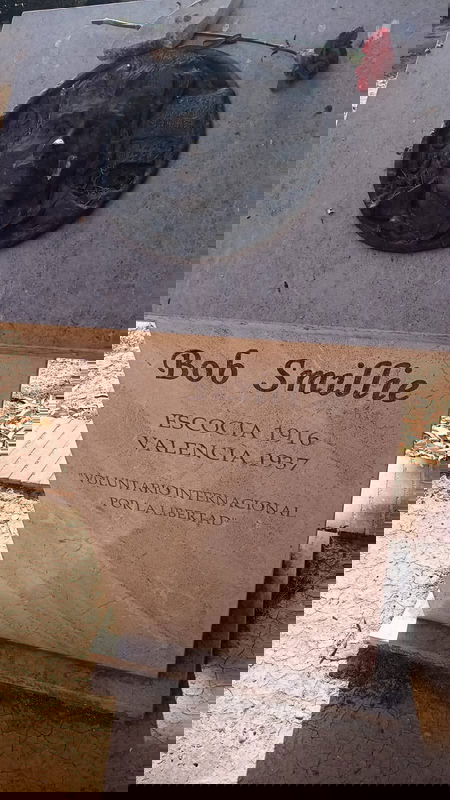 Bob Smillie
ESCOCIA 1916
VALENCIA 1937
"VOLUNTARIO INTERNACIONAL
POR LA LIBERTAD"